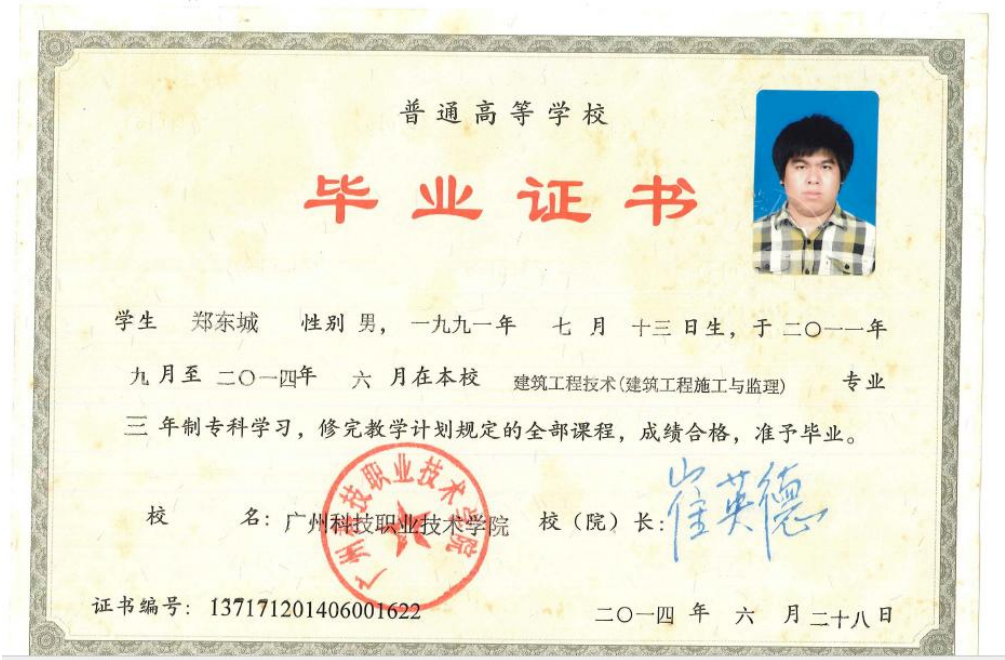 普通高等学校
毕业证书
学生 郑东城 性别 男，一九九一年 七 月 十三 日生，于 二〇一一年
九 月至 二〇一四年 六 月在本校 建筑工程技术(建筑工程施工与监理) 专业
三 年制专科学习，修完教学计划规定的全部课程，成绩合格，准予毕业。
广州科技职业技术学院
校 名：广州科技职业技术学院 校（院）长：崔英德
证书编号：137171201406001622 二〇一四 年 六 月 二十八 日